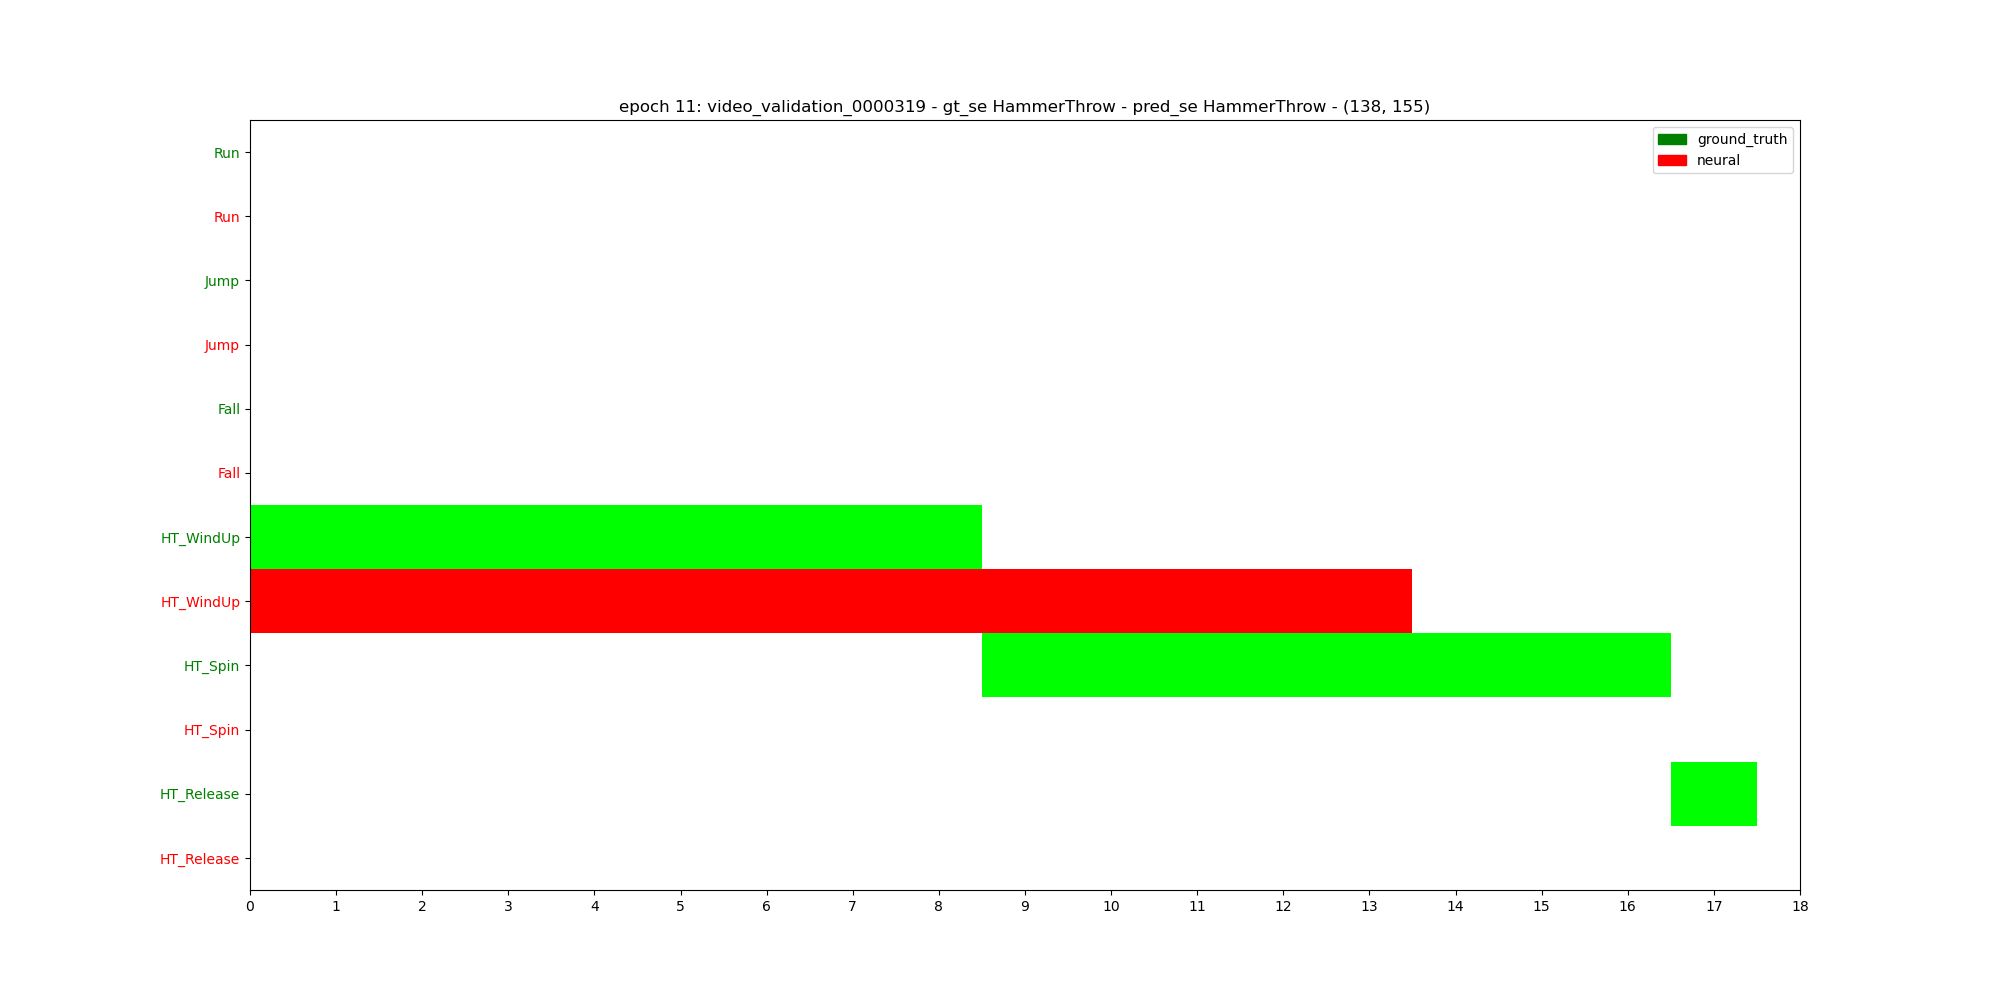 epoch 11: video_validation_0000319 - gt_se HammerThrow - pred_se HammerThrow - (138, 155)
ground_truth
neural
Run
Run
Jump
Jump
Fall
Fall
HT_WindUp
HT_WindUp
HT_Spin
HT_Spin
HT_Release
HT_Release
0 1 2 3 4 5 6 7 8 9 10 11 12 13 14 15 16 17 18